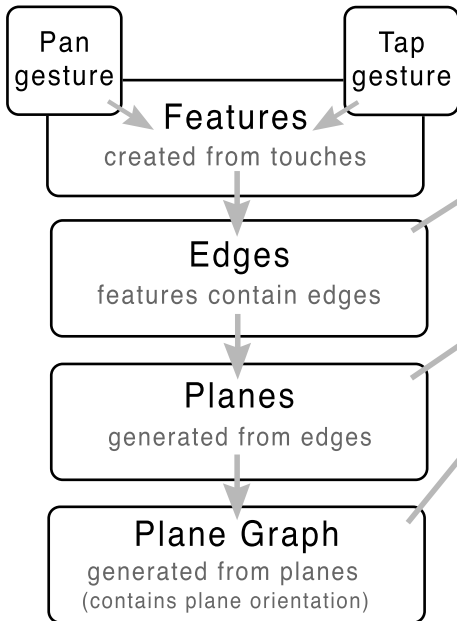 Pan
gesture
Tap
gesture
Features
created from touches
Edges
features contain edges
Planes
generated from edges
Plane Graph
generated from planes
(contains plane orientation)